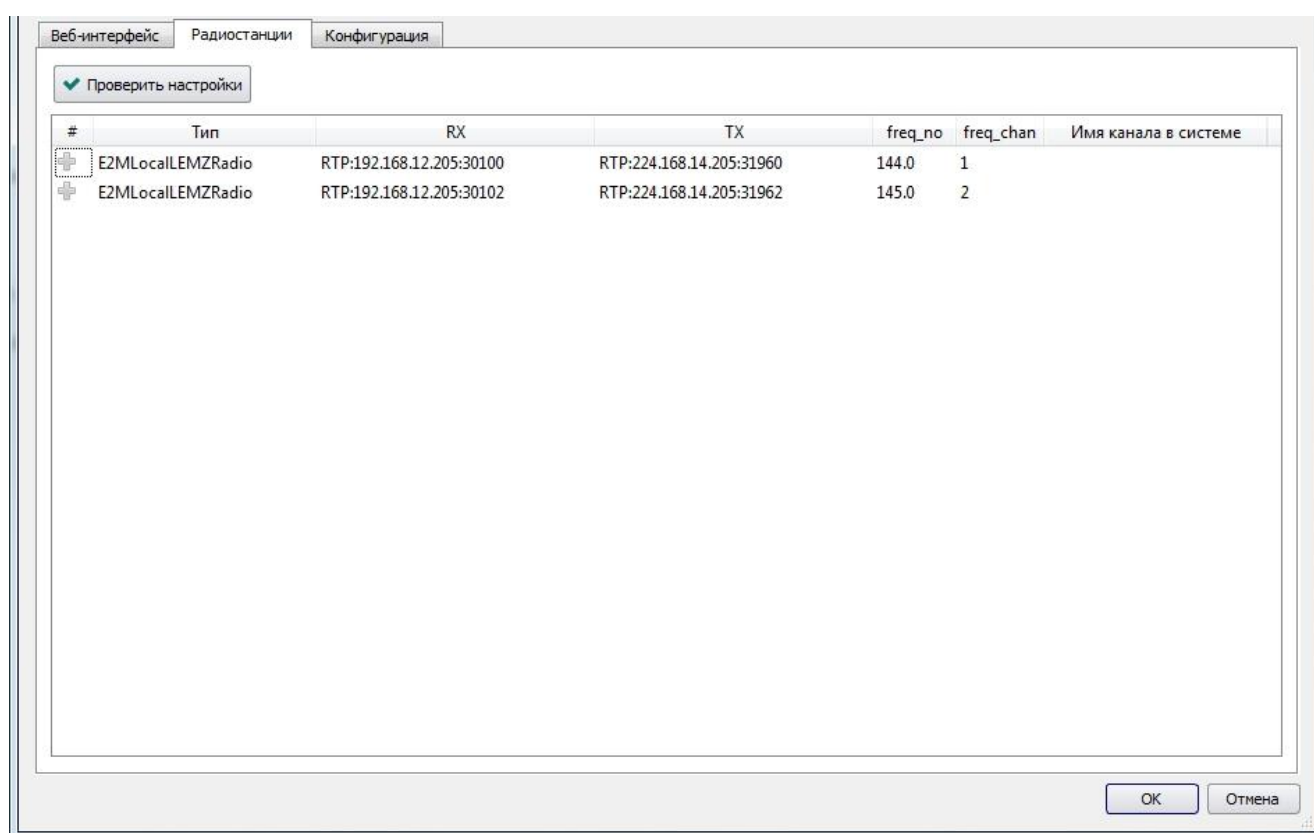 Веб-интерфейс Радиостанции Конфигурация
Проверить настройки
# Тип RX TX freq_no freq_chan Имя канала в системе
E2MLocalLEMZRadio RTP:192.168.12.205:30100 RTP:224.168.14.205:31960 144.0 1
E2MLocalLEMZRadio RTP:192.168.12.205:30102 RTP:224.168.14.205:31962 145.0 2
OK Отмена